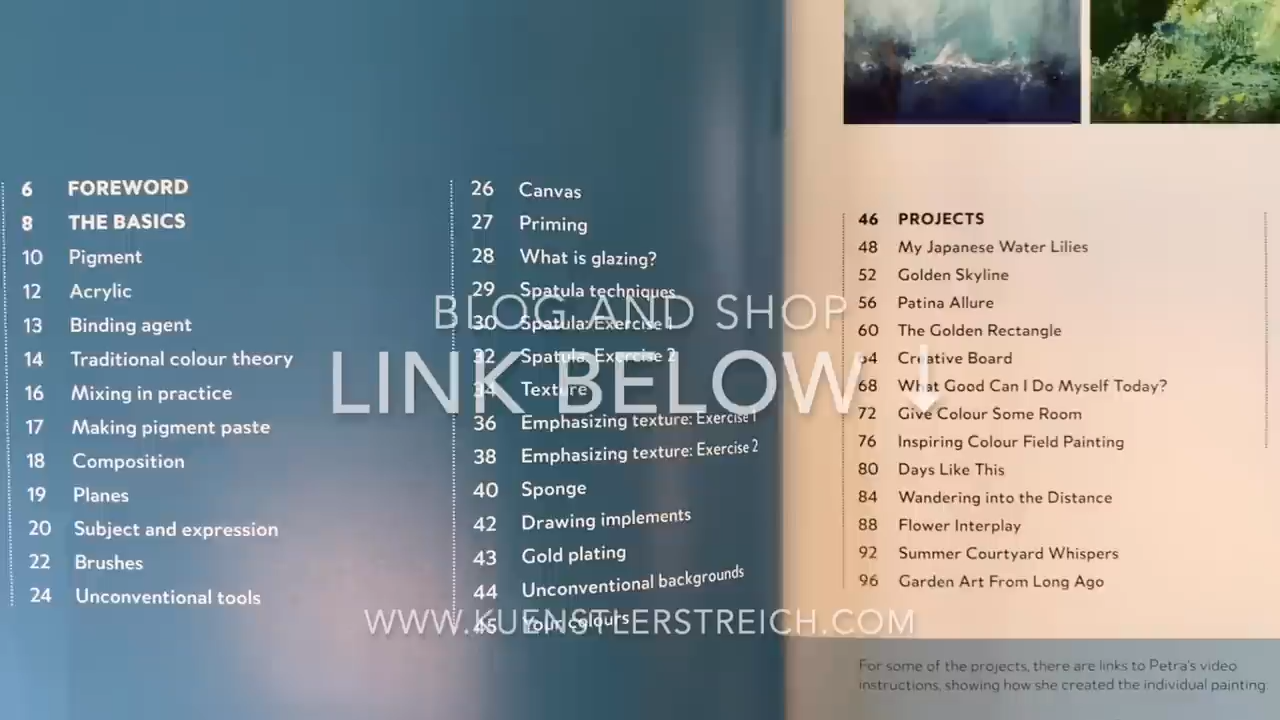 6 FOREWORD
8 THE BASICS
10 Pigment
12 Acrylic
13 Binding agent
14 Traditional colour theory
16 Mixing in practice
17 Making pigment paste
18 Composition
19 Planes
20 Subject and expression
22 Brushes
24 Unconventional tools
26 Canvas
27 Priming
28 What is glazing?
29 Spatula techniques
30 Spatula: Exercise 1
32 Spatula: Exercise 2
34 Texture
36 Emphasizing texture: Exercise 1
38 Emphasizing texture: Exercise 2
40 Sponge
42 Drawing implements
43 Gold plating
44 Unconventional backgrounds
45 Your colours
46 PROJECTS
48 My Japanese Water Lilies
52 Golden Skyline
56 Patina Allure
60 The Golden Rectangle
64 Creative Board
68 What Good Can I Do Myself Today?
72 Give Colour Some Room
76 Inspiring Colour Field Painting
80 Days Like This
84 Wandering into the Distance
88 Flower Interplay
92 Summer Courtyard Whispers
96 Garden Art From Long Ago
For some of the projects, there are links to Petra's video
instructions, showing how she created the individual painting.
BLOG AND SHOP
LINK BELOW ↓
WWW.KUENSTLERSTREICH.COM